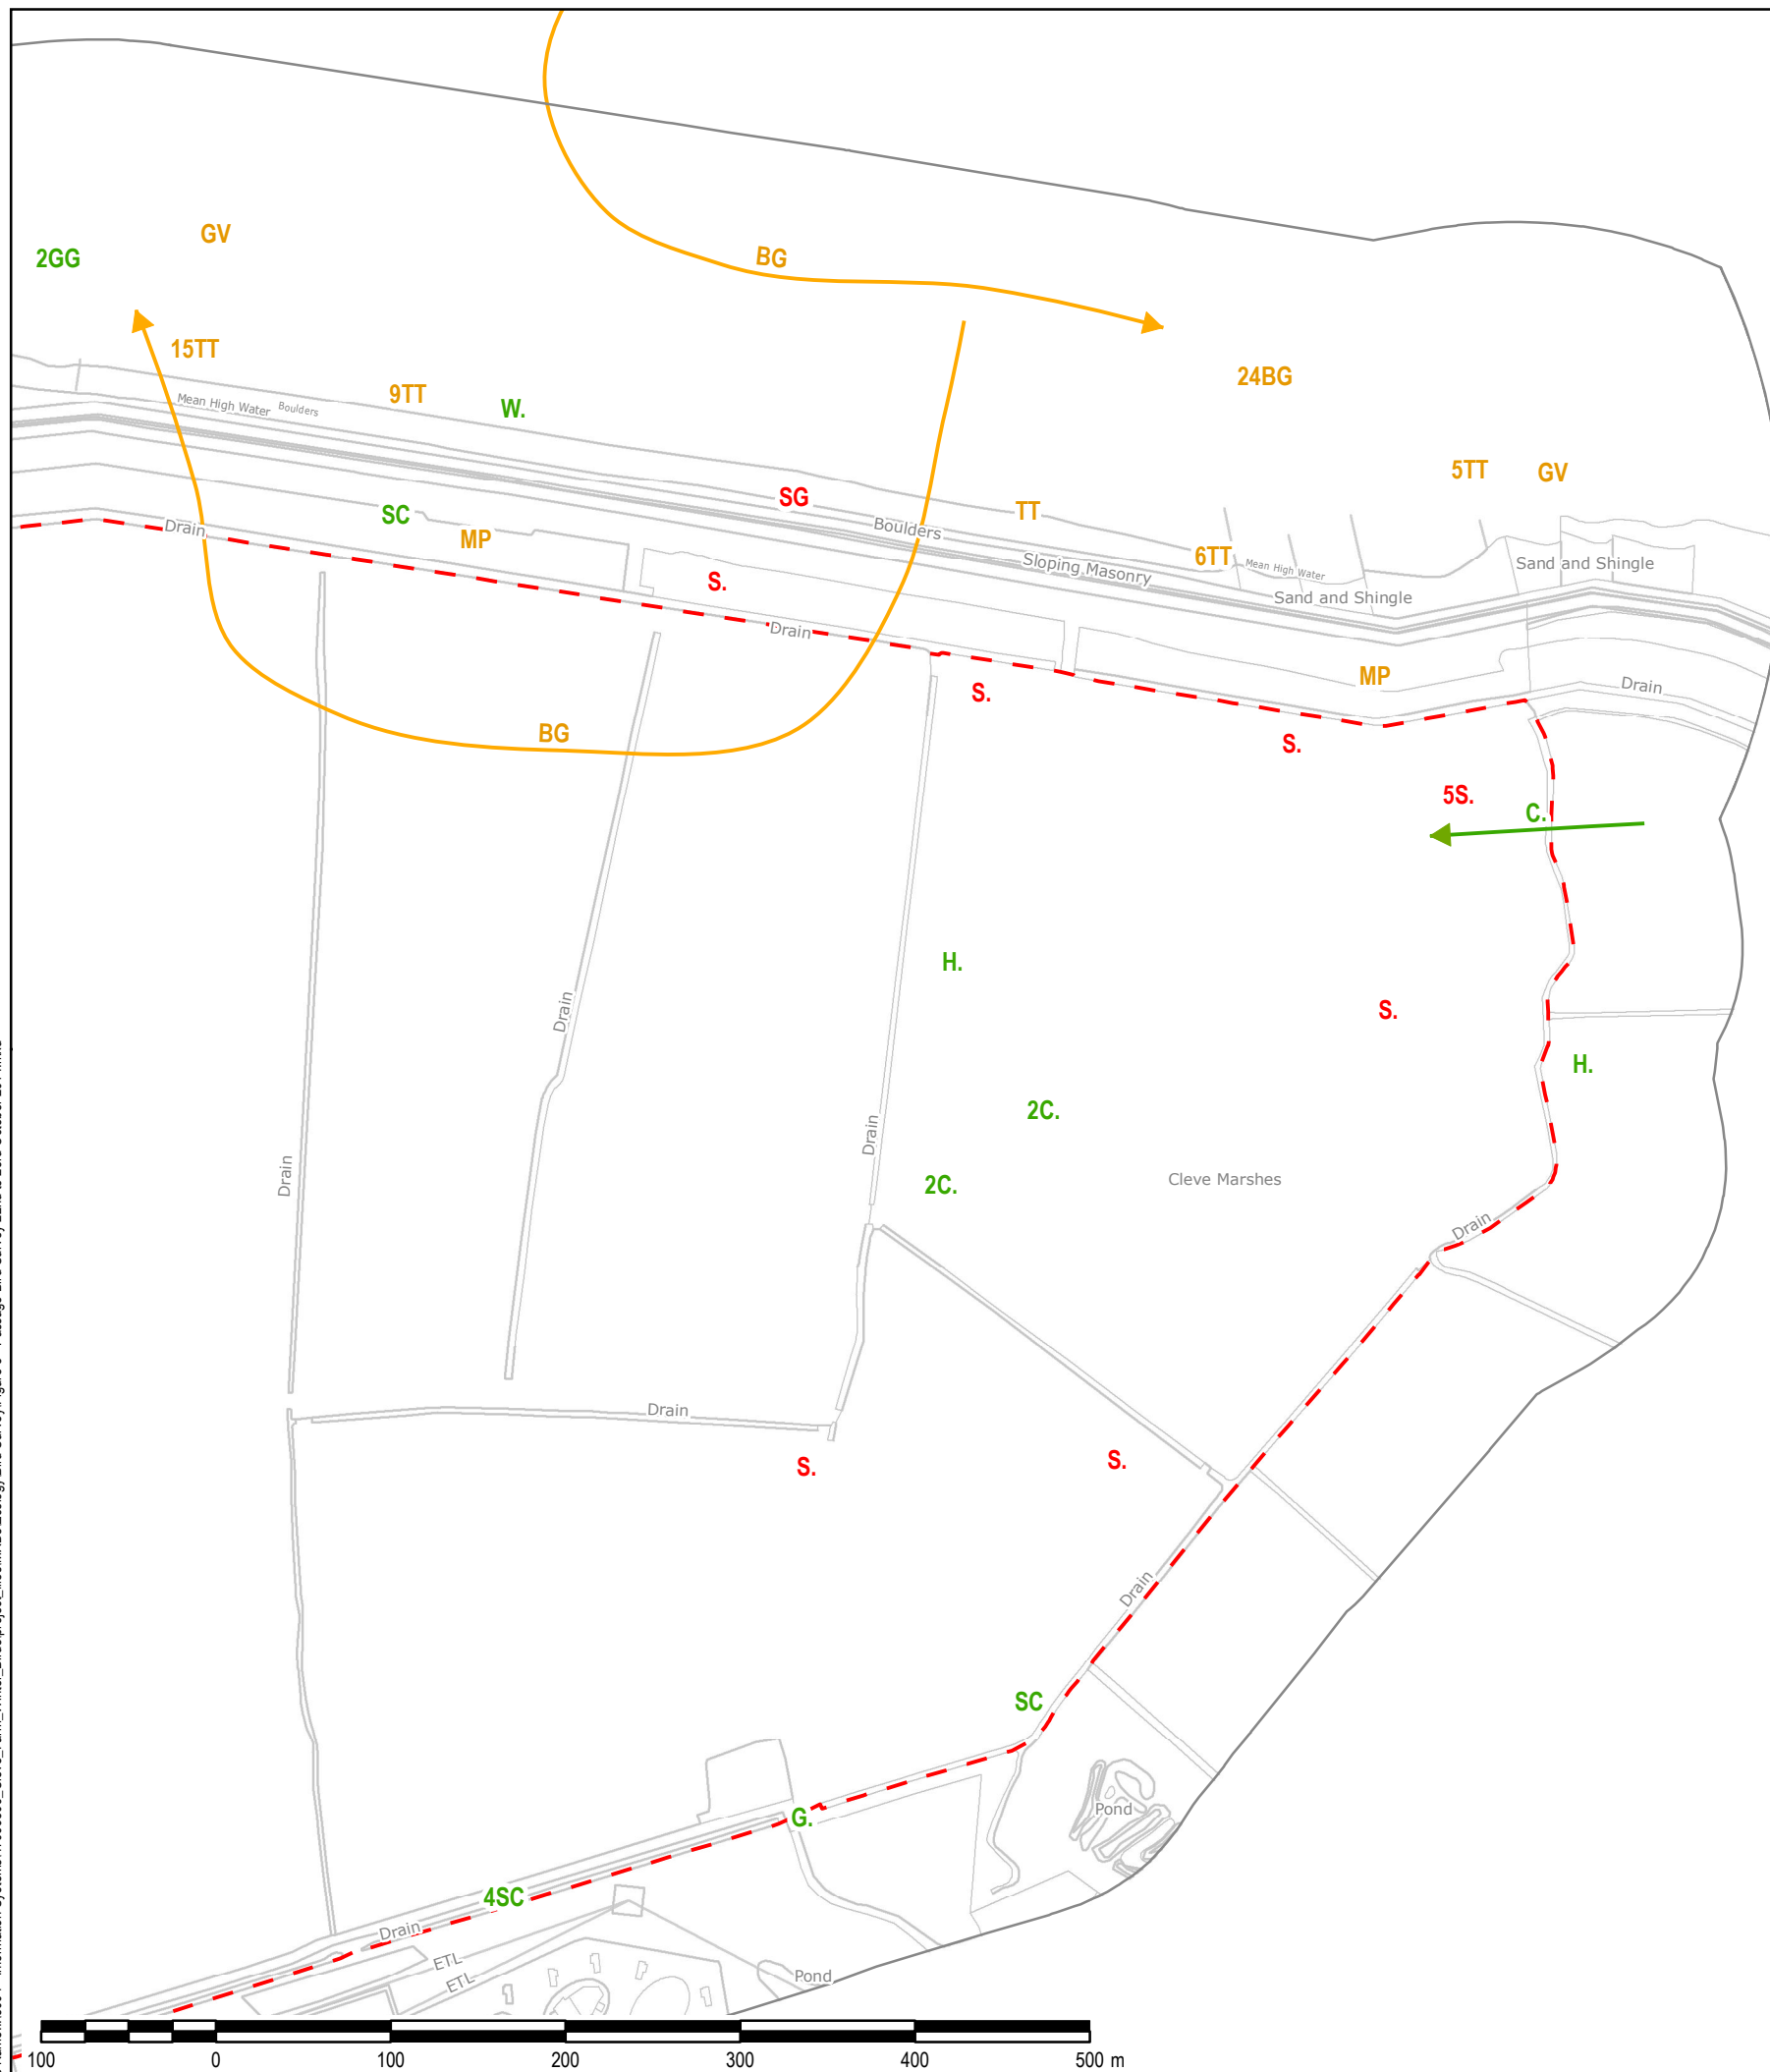 GV
2GG
BG
15TT
24BG
9TT
Mean High Water
Boulders
W.
5TT
GV
SG
SC
TT
Drain
Boulders
MP
6TT
Sloping Masonry
Mean High Water
Sand and Shingle
S.
Sand and Shingle
Drain
MP
Drain
S.
BG
S.
5S.
C.
H.
Drain
S.
H.
2C.
Drain
Drain
2C.
Cleve Marshes
Drain
Drain
S.
S.
Drain
SC
Pond
G.
4SC
Drain
ETL
ETL
Pond
100 0 100 200 300 400 500 m